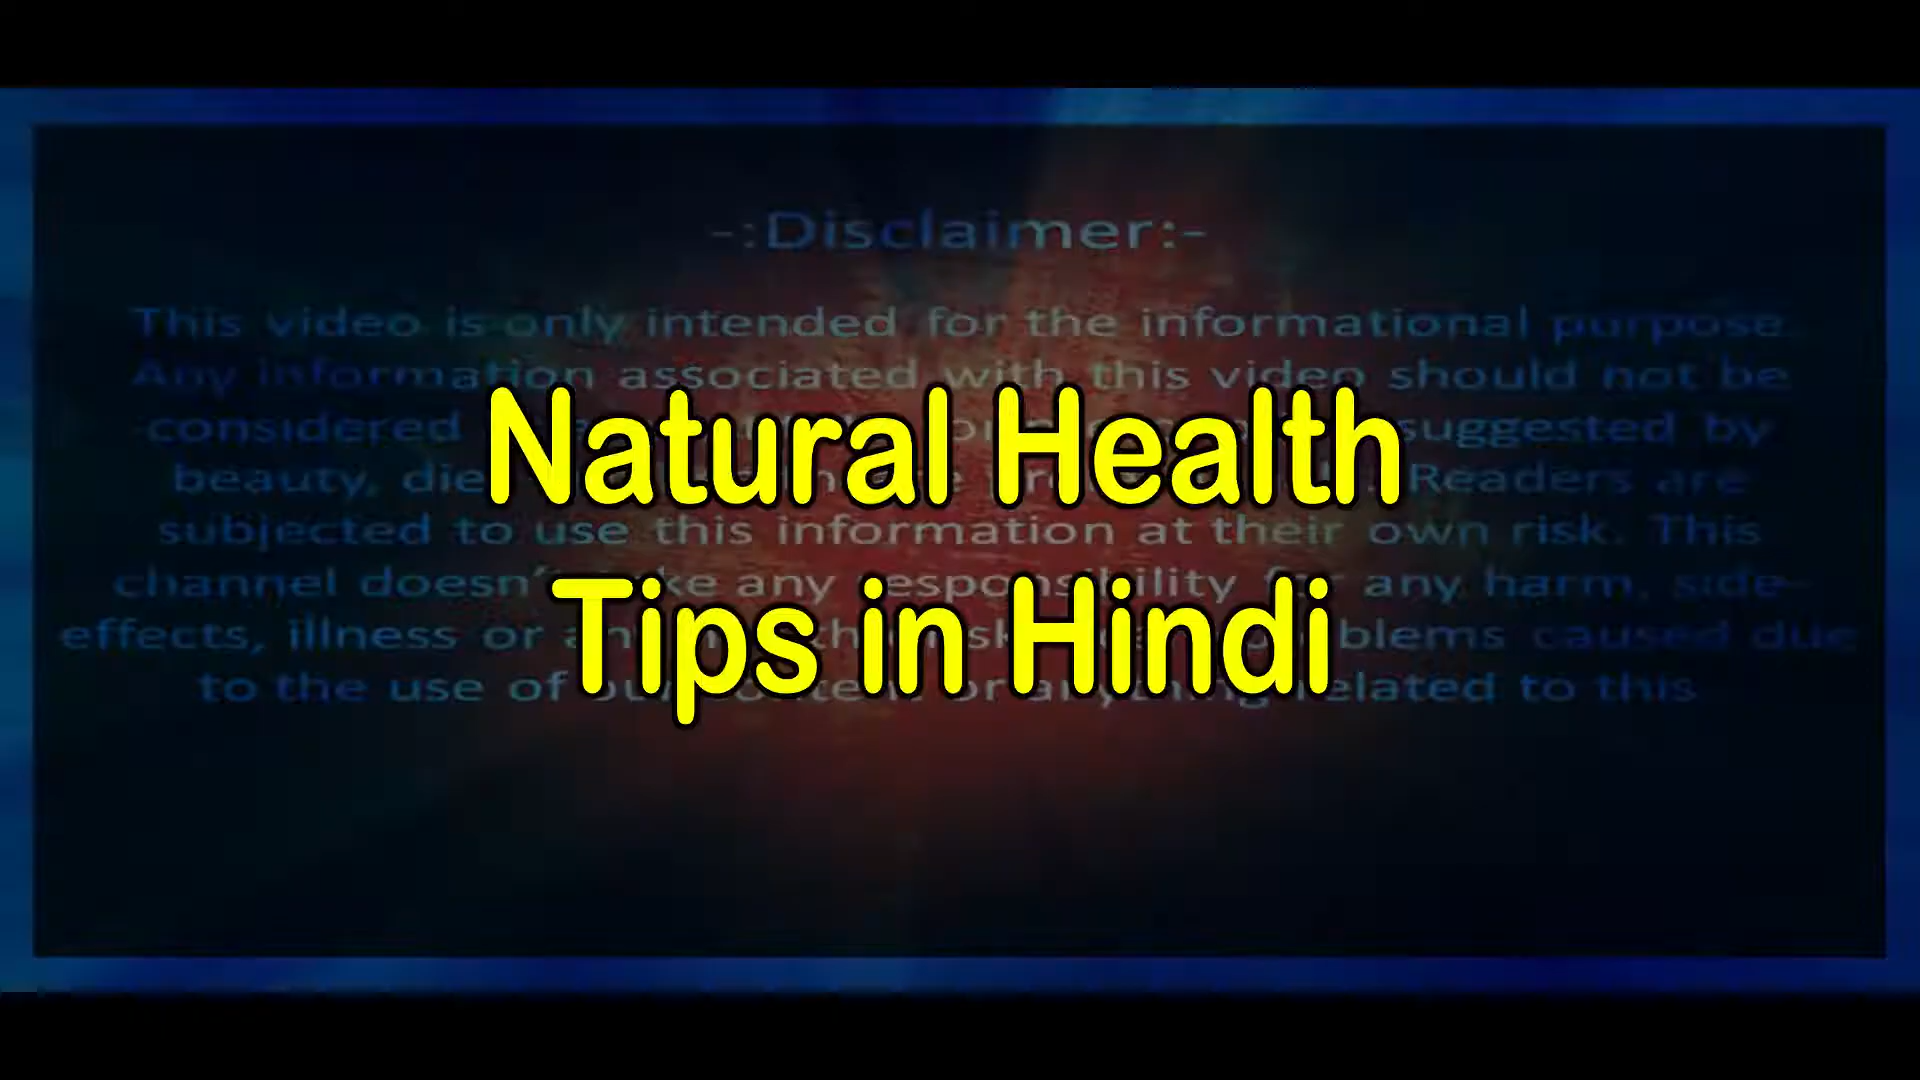 -:Disclaimer:-
This video is only intended for the informational purpose.
Any information associated with this video should not be
considered suggested by
Natural Health
beauty, Readers are
subjected to use this information at their own risk. This
channel doesn't any responsibility any harm, side-
Tips in Hindi
effects, illness or caused due
to the use of related to this